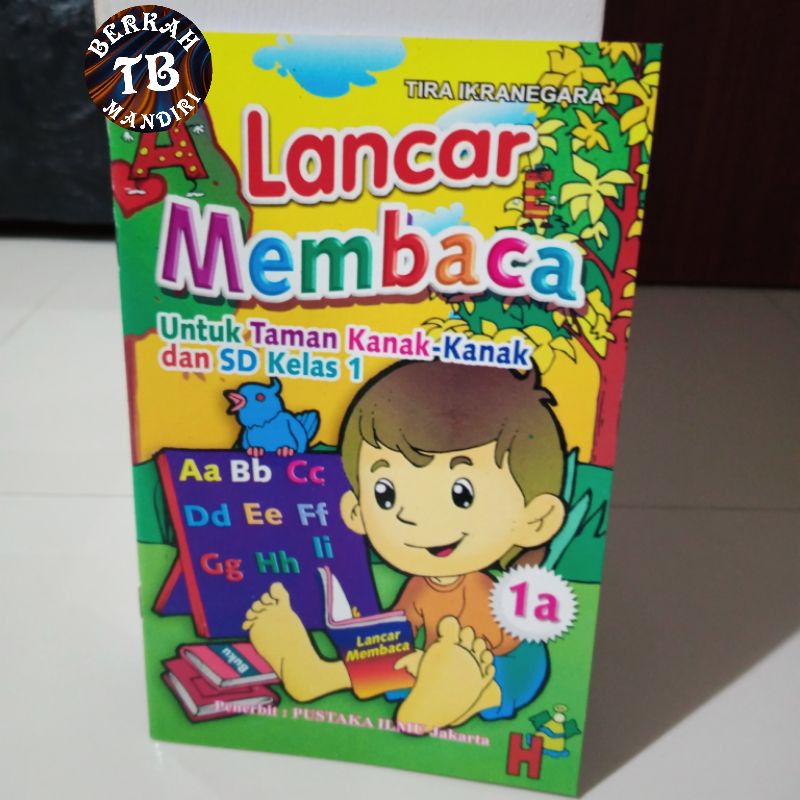 BERKAH
TB
MANDIRI
TIRA IKRANEGARA
A
Lancar
E
Membaca
Untuk Taman Kanak-Kanak
dan SD Kelas 1
Aa Bb Cc
Dd Ee Ff
Gg Hh Ii
1a
Lancar
Membaca
Buku
Penerbit : PUSTAKA ILMU Jakarta
H